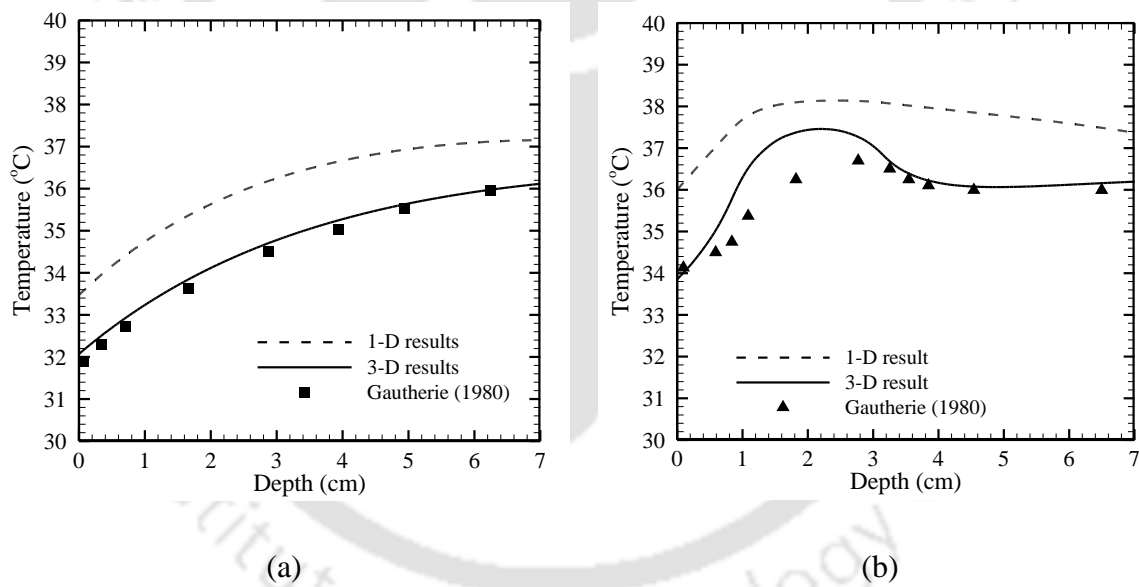 40
39
38
37
36
35
34
33
32
31
30
Temperature (°C)
0 1 2 3 4 5 6 7
Depth (cm)
1-D results
3-D results
Gautherie (1980)
(a)
40
39
38
37
36
35
34
33
32
31
30
Temperature (°C)
0 1 2 3 4 5 6 7
Depth (cm)
1-D result
3-D result
Gautherie (1980)
(b)